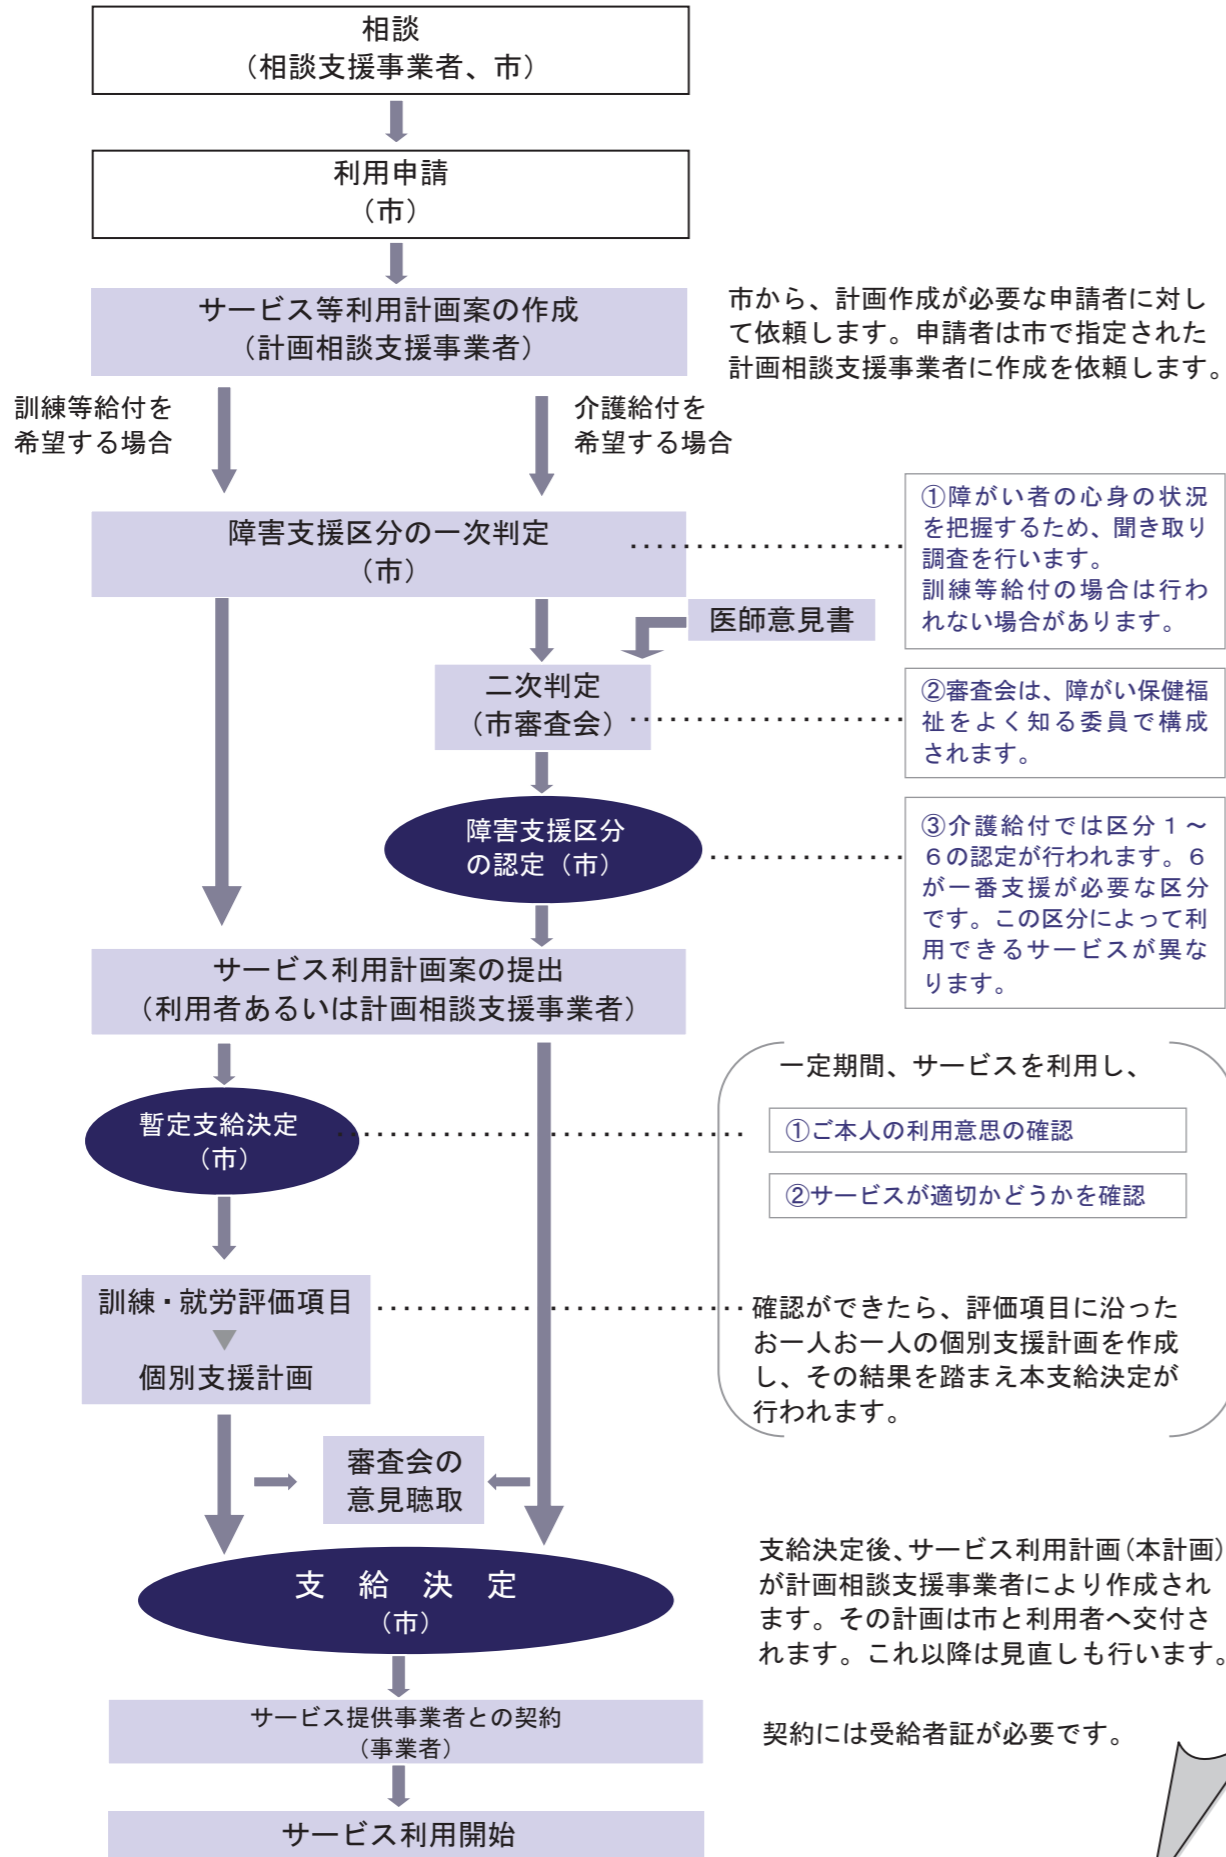 相談
（相談支援事業者、市）
利用申請
（市）
サービス等利用計画案の作成
（計画相談支援事業者）
市から、計画作成が必要な申請者に対し
て依頼します。申請者は市で指定された
計画相談支援事業者に作成を依頼します。
訓練等給付を
希望する場合
介護給付を
希望する場合
障害支援区分の一次判定
（市）
①障がい者の心身の状況
を把握するため、聞き取り
調査を行います。
訓練等給付の場合は行わ
れない場合があります。
医師意見書
二次判定
（市審査会）
②審査会は、障がい保健福
祉をよく知る委員で構成
されます。
障害支援区分
の認定（市）
③介護給付では区分１～
６の認定が行われます。６
が一番支援が必要な区分
です。この区分によって利
用できるサービスが異な
ります。
サービス利用計画案の提出
（利用者あるいは計画相談支援事業者）
一定期間、サービスを利用し、
①ご本人の利用意思の確認
②サービスが適切かどうかを確認
暫定支給決定
（市）
訓練・就労評価項目
個別支援計画
確認ができたら、評価項目に沿った
お一人お一人の個別支援計画を作成
し、その結果を踏まえ本支給決定が
行われます。
審査会の
意見聴取
支給決定
（市）
支給決定後、サービス利用計画（本計画）
が計画相談支援事業者により作成され
ます。その計画は市と利用者へ交付さ
れます。これ以降は見直しも行います。
サービス提供事業者との契約
（事業者）
契約には受給者証が必要です。
サービス利用開始